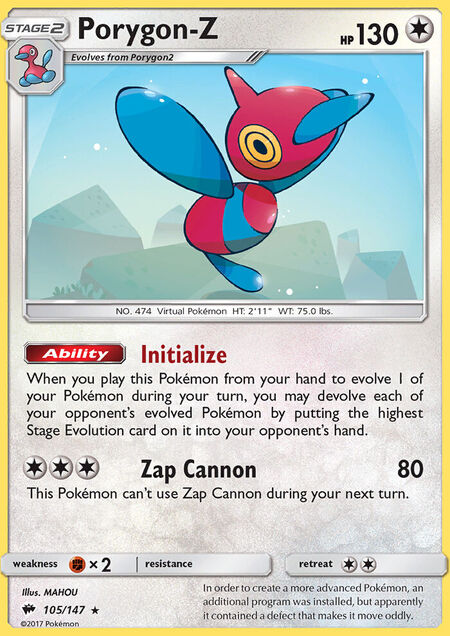 STAGE2
Porygon-Z
HP 130
Evolves from Porygon2
NO. 474 Virtual Pokémon HT: 2'11" WT: 75.0 lbs.
Ability Initialize
When you play this Pokémon from your hand to evolve 1 of
your Pokémon during your turn, you may devolve each of
your opponent's evolved Pokémon by putting the highest
Stage Evolution card on it into your opponent's hand.
Zap Cannon 80
This Pokémon can't use Zap Cannon during your next turn.
weakness ×2 resistance retreat
Illus. MAHOU
105/147 ★
©2017 Pokémon
In order to create a more advanced Pokémon, an
additional program was installed, but apparently
it contained a defect that makes it move oddly.